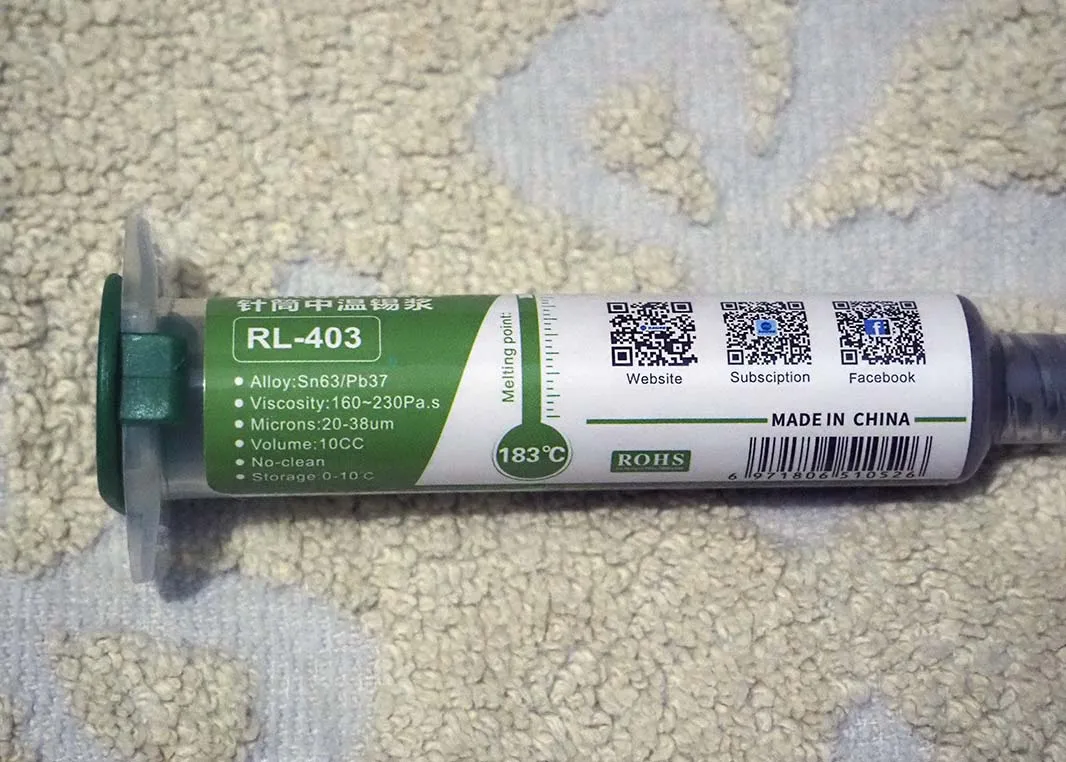 针筒中温锡浆
RL-403
Alloy:Sn63/Pb37
Viscosity:160~230Pa.s
Microns:20-38um
Volume:10CC
No-clean
Storage:0-10℃
Melting point:
183℃
Website
Subsciption
Facebook
MADE IN CHINA
ROHS
6 971806 510526